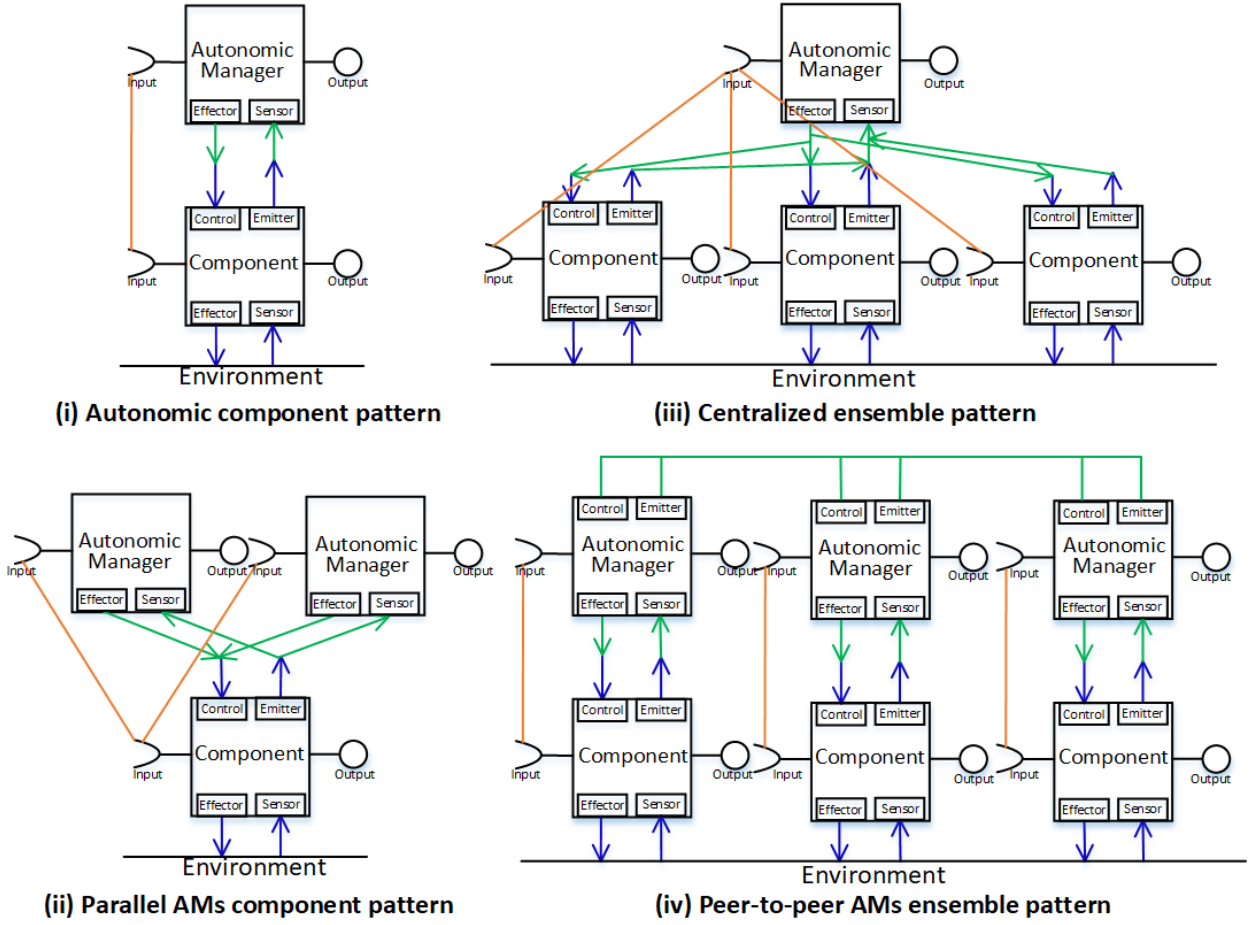 Autonomic
Manager
Input
Output
Effector
Sensor
Control
Emitter
Component
Input
Output
Effector
Sensor
Environment
(i) Autonomic component pattern
Autonomic
Manager
Input
Output
Effector
Sensor
Control
Emitter
Component
Input
Output
Effector
Sensor
Control
Emitter
Component
Input
Output
Effector
Sensor
Control
Emitter
Component
Input
Output
Effector
Sensor
Environment
(iii) Centralized ensemble pattern
Autonomic
Manager
Input
Output
Effector
Sensor
Autonomic
Manager
Input
Output
Effector
Sensor
Control
Emitter
Component
Input
Output
Effector
Sensor
Environment
(ii) Parallel AMs component pattern
Control
Emitter
Autonomic
Manager
Input
Output
Effector
Sensor
Control
Emitter
Autonomic
Manager
Input
Output
Effector
Sensor
Control
Emitter
Autonomic
Manager
Input
Output
Effector
Sensor
Control
Emitter
Component
Input
Output
Effector
Sensor
Control
Emitter
Component
Input
Output
Effector
Sensor
Control
Emitter
Component
Input
Output
Effector
Sensor
Environment
(iv) Peer-to-peer AMs ensemble pattern